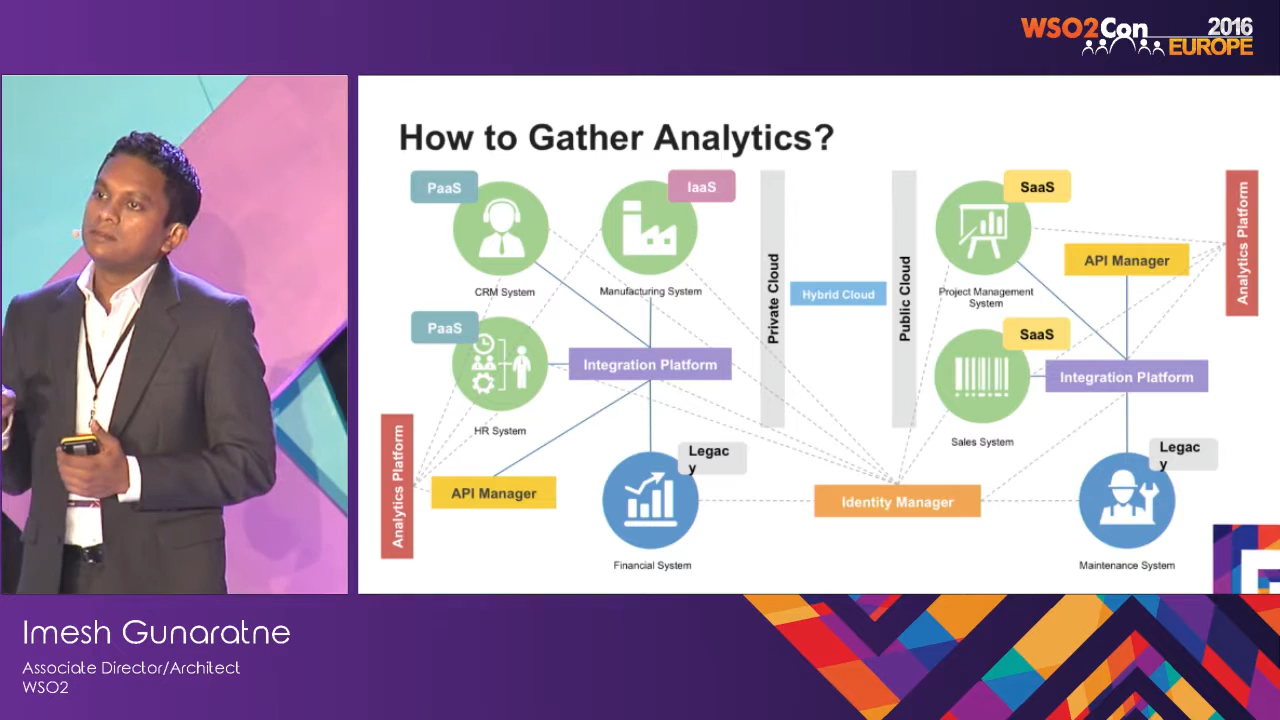 WSO2Con 2016
EUROPE
How to Gather Analytics?
PaaS
IaaS
SaaS
CRM System
Manufacturing System
Private Cloud
Hybrid Cloud
Public Cloud
Project Management
System
API Manager
Analytics Platform
PaaS
SaaS
HR System
Integration Platform
Sales System
Integration Platform
Analytics Platform
API Manager
Legac
y
Financial System
Identity Manager
Legac
y
Maintenance System
Imesh Gunaratne
Associate Director/Architect
WSO2